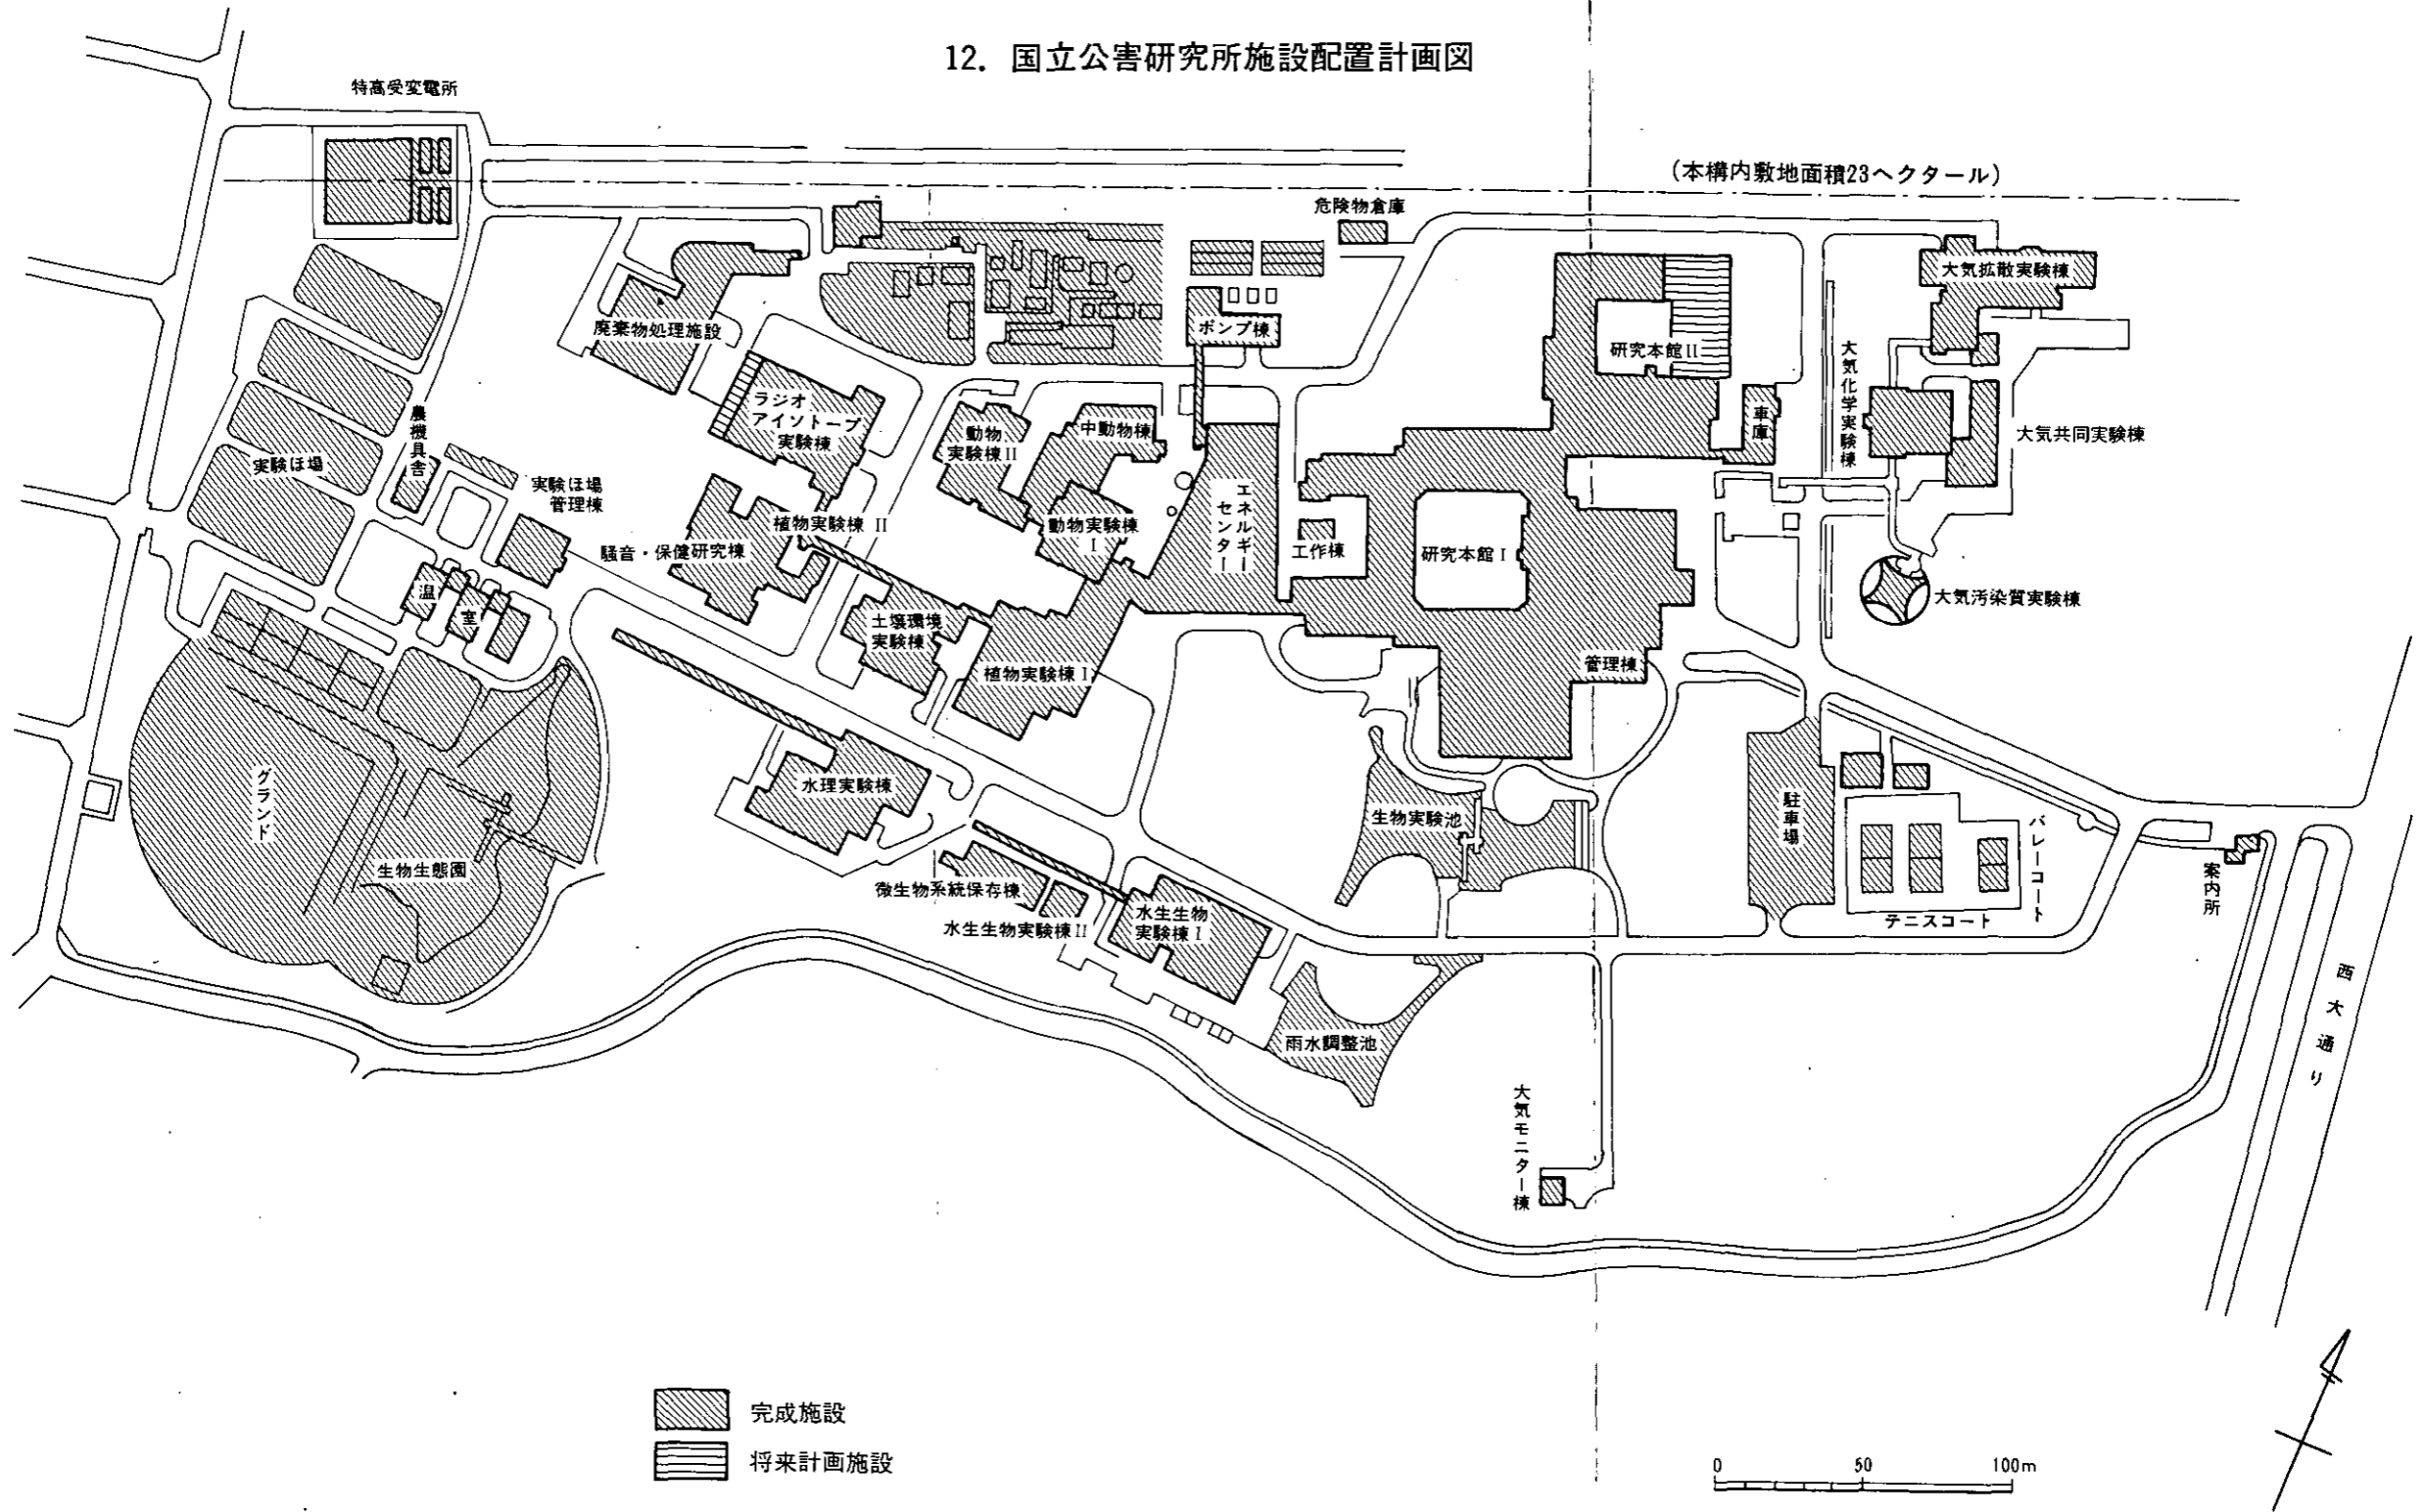 12. 国立公害研究所施設配置計画図
特高受変電所
(本構内敷地面積23ヘクタール)
危険物倉庫
大気拡散実験棟
廃棄物処理施設
ポンプ棟
研究本館II
大気化学実験棟
ラジオ
アイソトープ
実験棟
農機具舎
動物
実験棟II
中動物棟
車庫
大気共同実験棟
実験ほ場
実験ほ場
管理棟
エネルギー
センター
植物実験棟 II
動物実験棟
I
騒音・保健研究棟
工作棟
研究本館I
温
室
大気汚染質実験棟
土壌環境
実験棟
植物実験棟I
管理棟
グランド
水理実験棟
生物実験池
駐車場
バレーコート
生物生態園
微生物系統保存棟
水生生物
実験棟I
水生生物実験棟II
テニスコート
案内所
西大通り
雨水調整池
大気モニター棟
完成施設
将来計画施設
0 50 100m